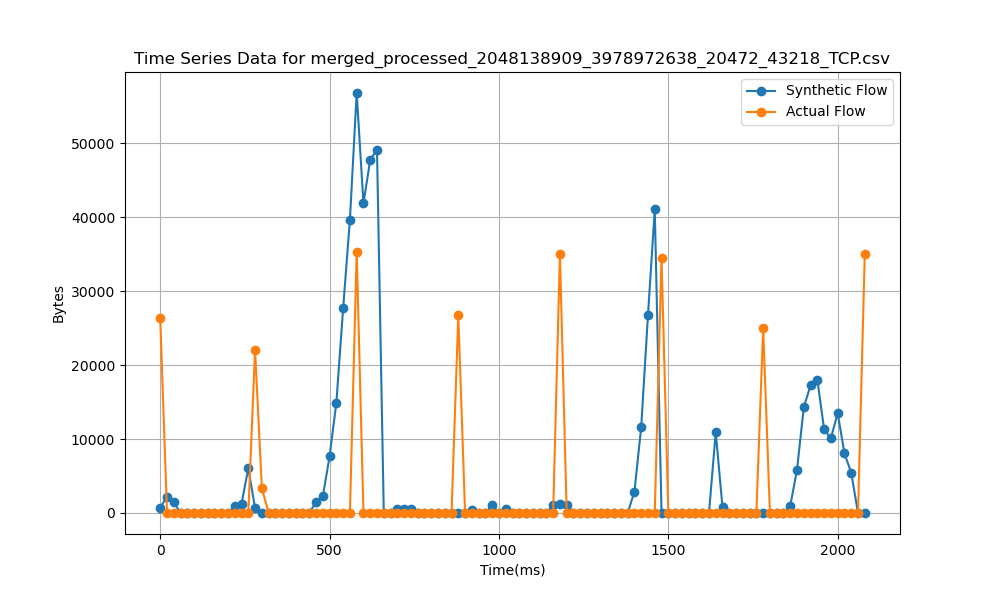 Time Series Data for merged_processed_2048138909_3978972638_20472_43218_TCP.csv
Synthetic Flow
Actual Flow
50000
40000
30000
20000
10000
0
Bytes
0 500 1000 1500 2000
Time(ms)